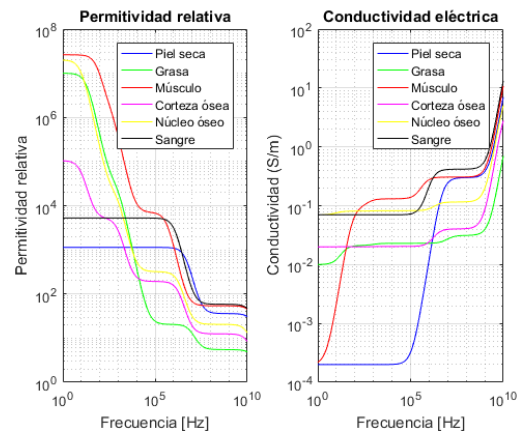 Permitividad relativa
Piel seca
Grasa
Músculo
Corteza ósea
Núcleo óseo
Sangre
Permitividad relativa
10^8
10^6
10^4
10^2
10^0
10^0
10^5
10^10
Frecuencia [Hz]
Conductividad eléctrica
Piel seca
Grasa
Músculo
Corteza ósea
Núcleo óseo
Sangre
Conductividad (S/m)
10^2
10^1
10^0
10^-1
10^-2
10^-3
10^-4
10^0
10^5
10^10
Frecuencia [Hz]